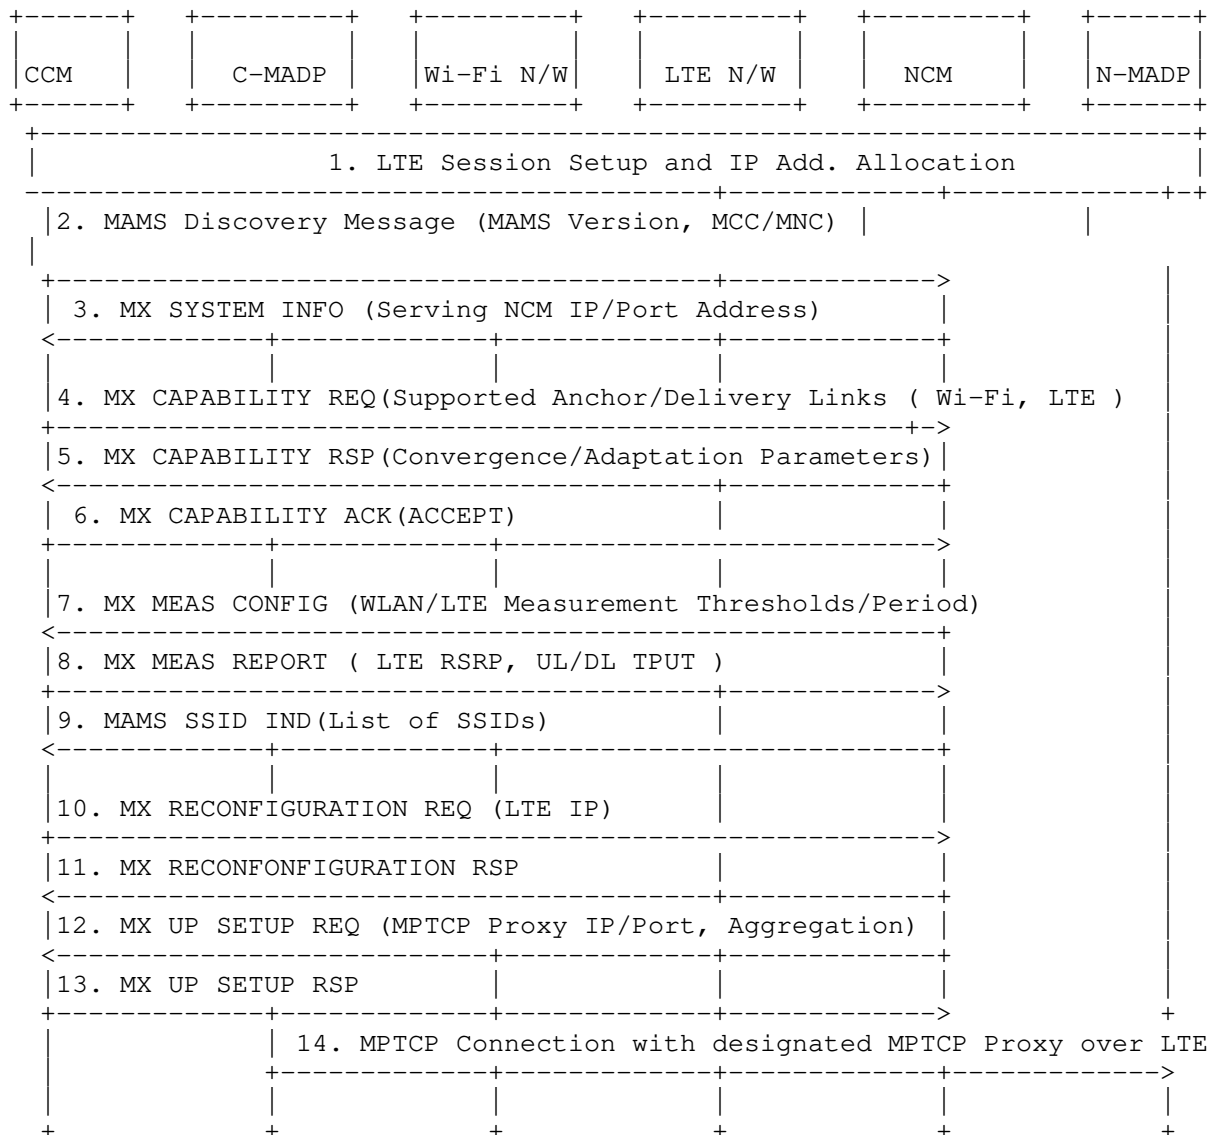 CCM C-MADP Wi-Fi N/W LTE N/W NCM N-MADP
1. LTE Session Setup and IP Add. Allocation
2. MAMS Discovery Message (MAMS Version, MCC/MNC)
3. MX SYSTEM INFO (Serving NCM IP/Port Address)
4. MX CAPABILITY REQ(Supported Anchor/Delivery Links ( Wi-Fi, LTE )
5. MX CAPABILITY RSP(Convergence/Adaptation Parameters)
6. MX CAPABILITY ACK(ACCEPT)
7. MX MEAS CONFIG (WLAN/LTE Measurement Thresholds/Period)
8. MX MEAS REPORT ( LTE RSRP, UL/DL TPUT )
9. MAMS SSID IND(List of SSIDs)
10. MX RECONFIGURATION REQ (LTE IP)
11. MX RECONFONFIGURATION RSP
12. MX UP SETUP REQ (MPTCP Proxy IP/Port, Aggregation)
13. MX UP SETUP RSP
14. MPTCP Connection with designated MPTCP Proxy over LTE